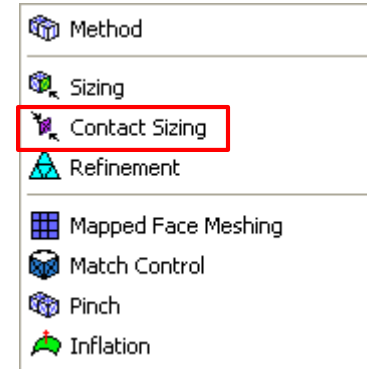 Method
Sizing
Contact Sizing
Refinement
Mapped Face Meshing
Match Control
Pinch
Inflation